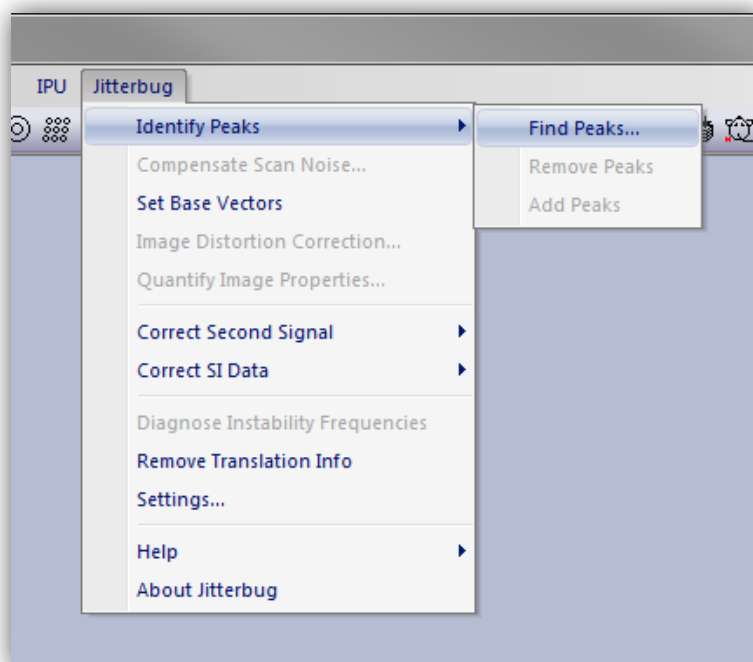 IPU Jitterbug
Identify Peaks
Compensate Scan Noise...
Set Base Vectors
Image Distortion Correction...
Quantify Image Properties...
Correct Second Signal
Correct SI Data
Diagnose Instability Frequencies
Remove Translation Info
Settings...
Help
About Jitterbug
Find Peaks...
Remove Peaks
Add Peaks